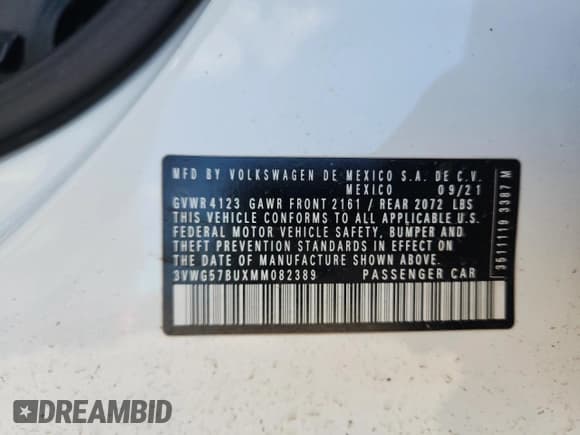 MFD BY VOLKSWAGEN DE MEXICO S.A. DE C.V.
MEXICO 09/21
GVWR 4123 GAWR FRONT 2161 / REAR 2072 LBS
THIS VEHICLE CONFORMS TO ALL APPLICABLE U.S.
FEDERAL MOTOR VEHICLE SAFETY, BUMPER AND
THEFT PREVENTION STANDARDS IN EFFECT ON
THE DATE OF MANUFACTURE SHOWN ABOVE
3VWG57BUXMM082389 PASSENGER CAR
3511119 3387 M
DREAMBID